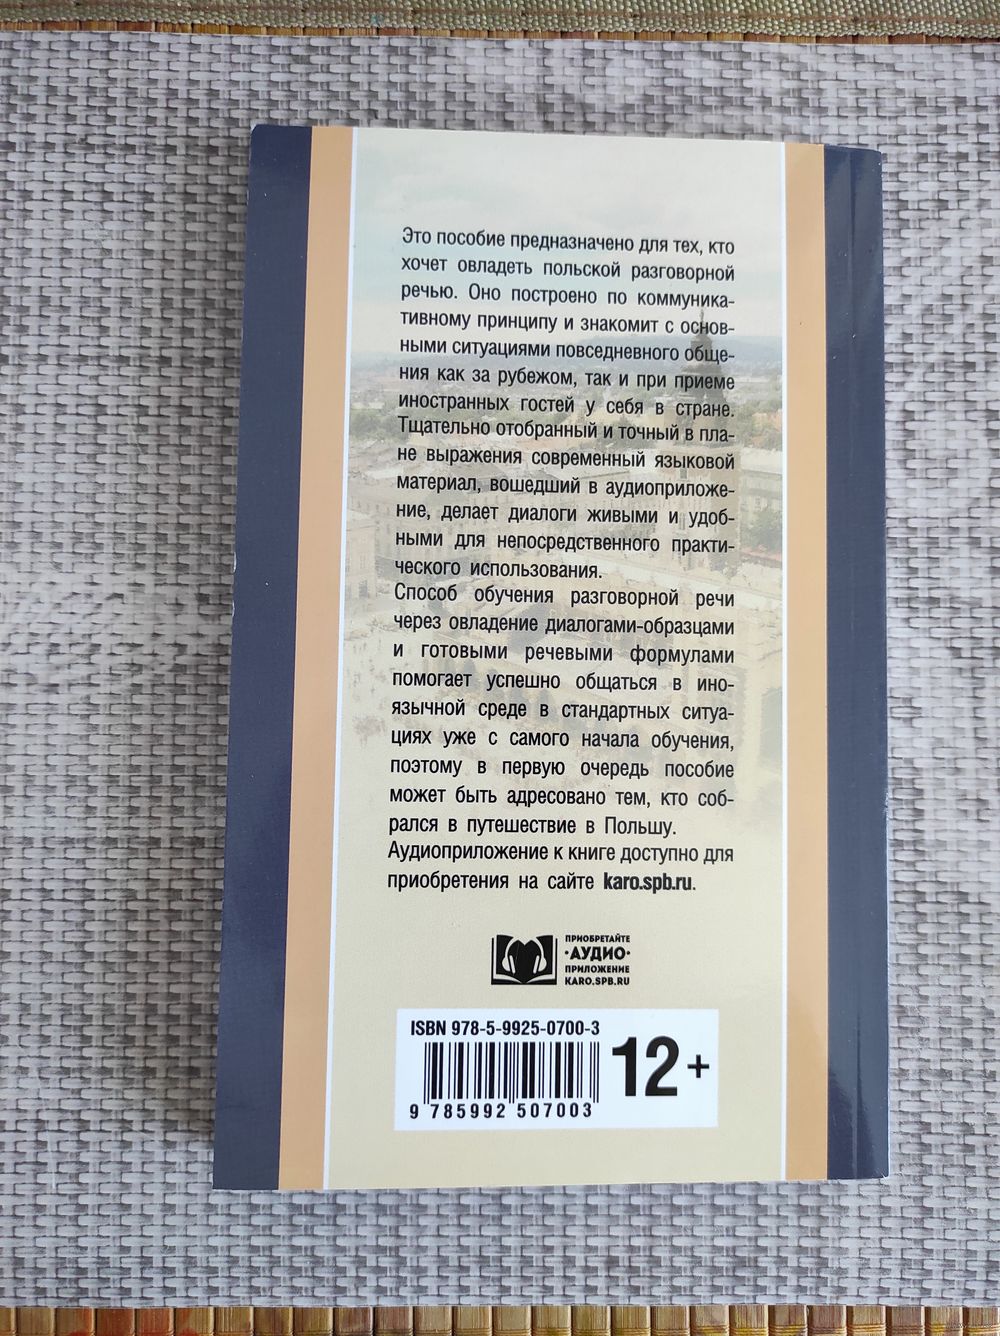 Это пособие предназначено для тех, кто
хочет овладеть польской разговорной
речью. Оно построено по коммуника-
тивному принципу и знакомит с основ-
ными ситуациями повседневного обще-
ния как за рубежом, так и при приеме
иностранных гостей у себя в стране.
Тщательно отобранный и точный в пла-
не выражения современный языковой
материал, вошедший в аудиоприложе-
ние, делает диалоги живыми и удоб-
ными для непосредственного практи-
ческого использования.
Способ обучения разговорной речи
через овладение диалогами-образцами
и готовыми речевыми формулами
помогает успешно общаться в ино-
язычной среде в стандартных ситуа-
циях уже с самого начала обучения,
поэтому в первую очередь пособие
может быть адресовано тем, кто соб-
рался в путешествие в Польшу.
Аудиоприложение к книге доступно для
приобретения на сайте karo.spb.ru.
ПРИОБРЕТАЙТЕ
·АУДИО·
ПРИЛОЖЕНИЕ
KARO.SPB.RU
ISBN 978-5-9925-0700-3
12+
9 785992 507003